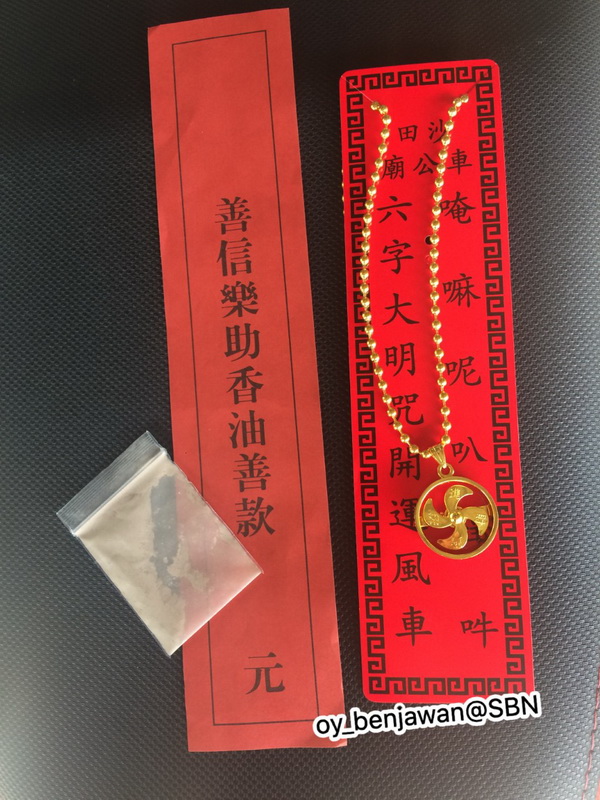 善信樂助香油善款
元
沙田
車公廟
唵嘛呢叭
吽
六字大明咒開運風車
oy_benjawan@SBN